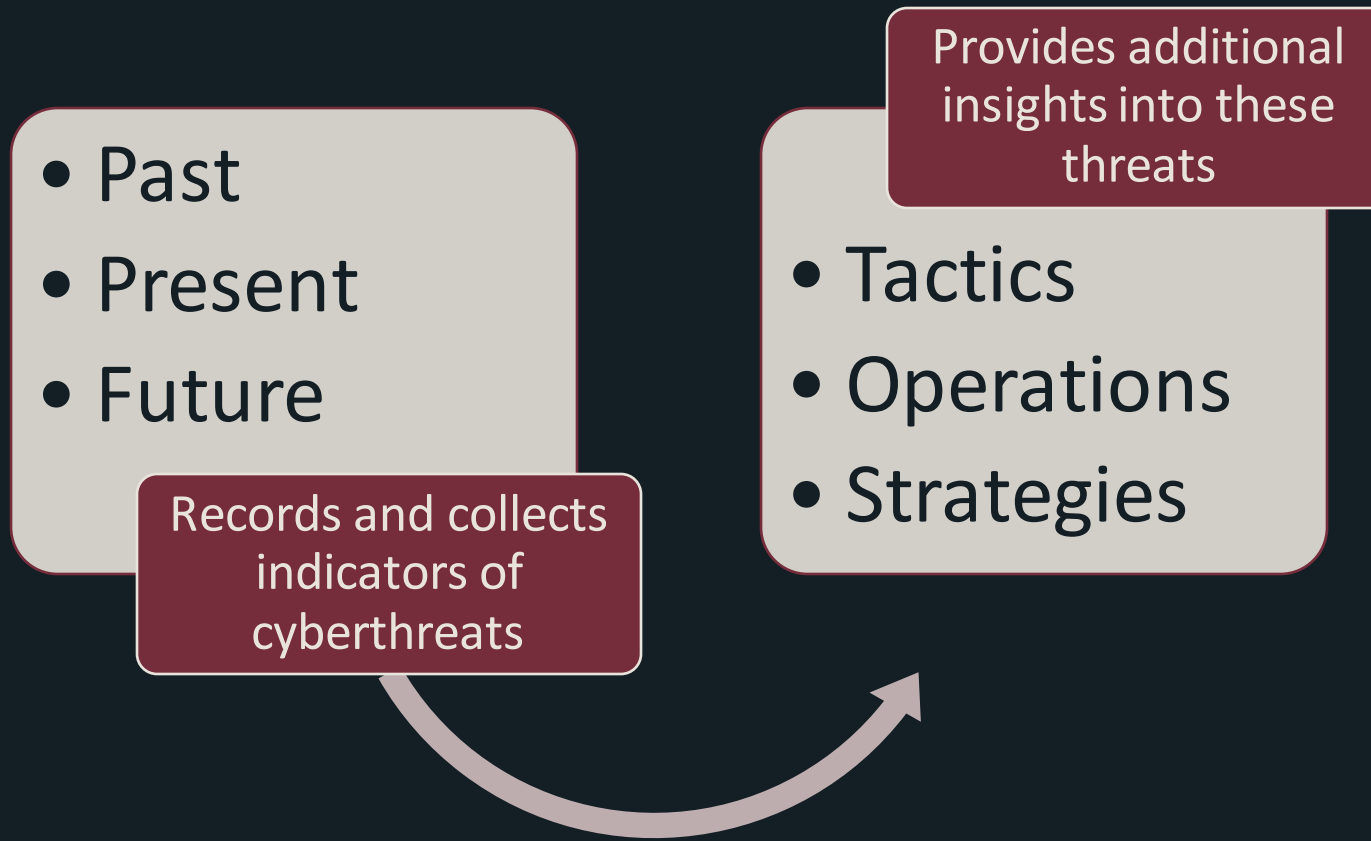 • Past
• Present
• Future
Records and collects
indicators of
cyberthreats
Provides additional
insights into these
threats
• Tactics
• Operations
• Strategies